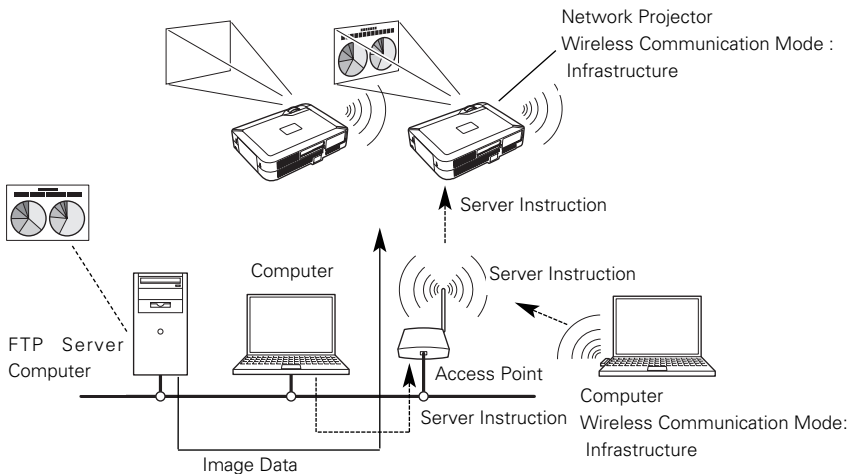 Network Projector
Wireless Communication Mode :
Infrastructure
Server Instruction
Computer
Server Instruction
FTP Server
Computer
Access Point
Computer
Server Instruction
Wireless Communication Mode:
Infrastructure
Image Data